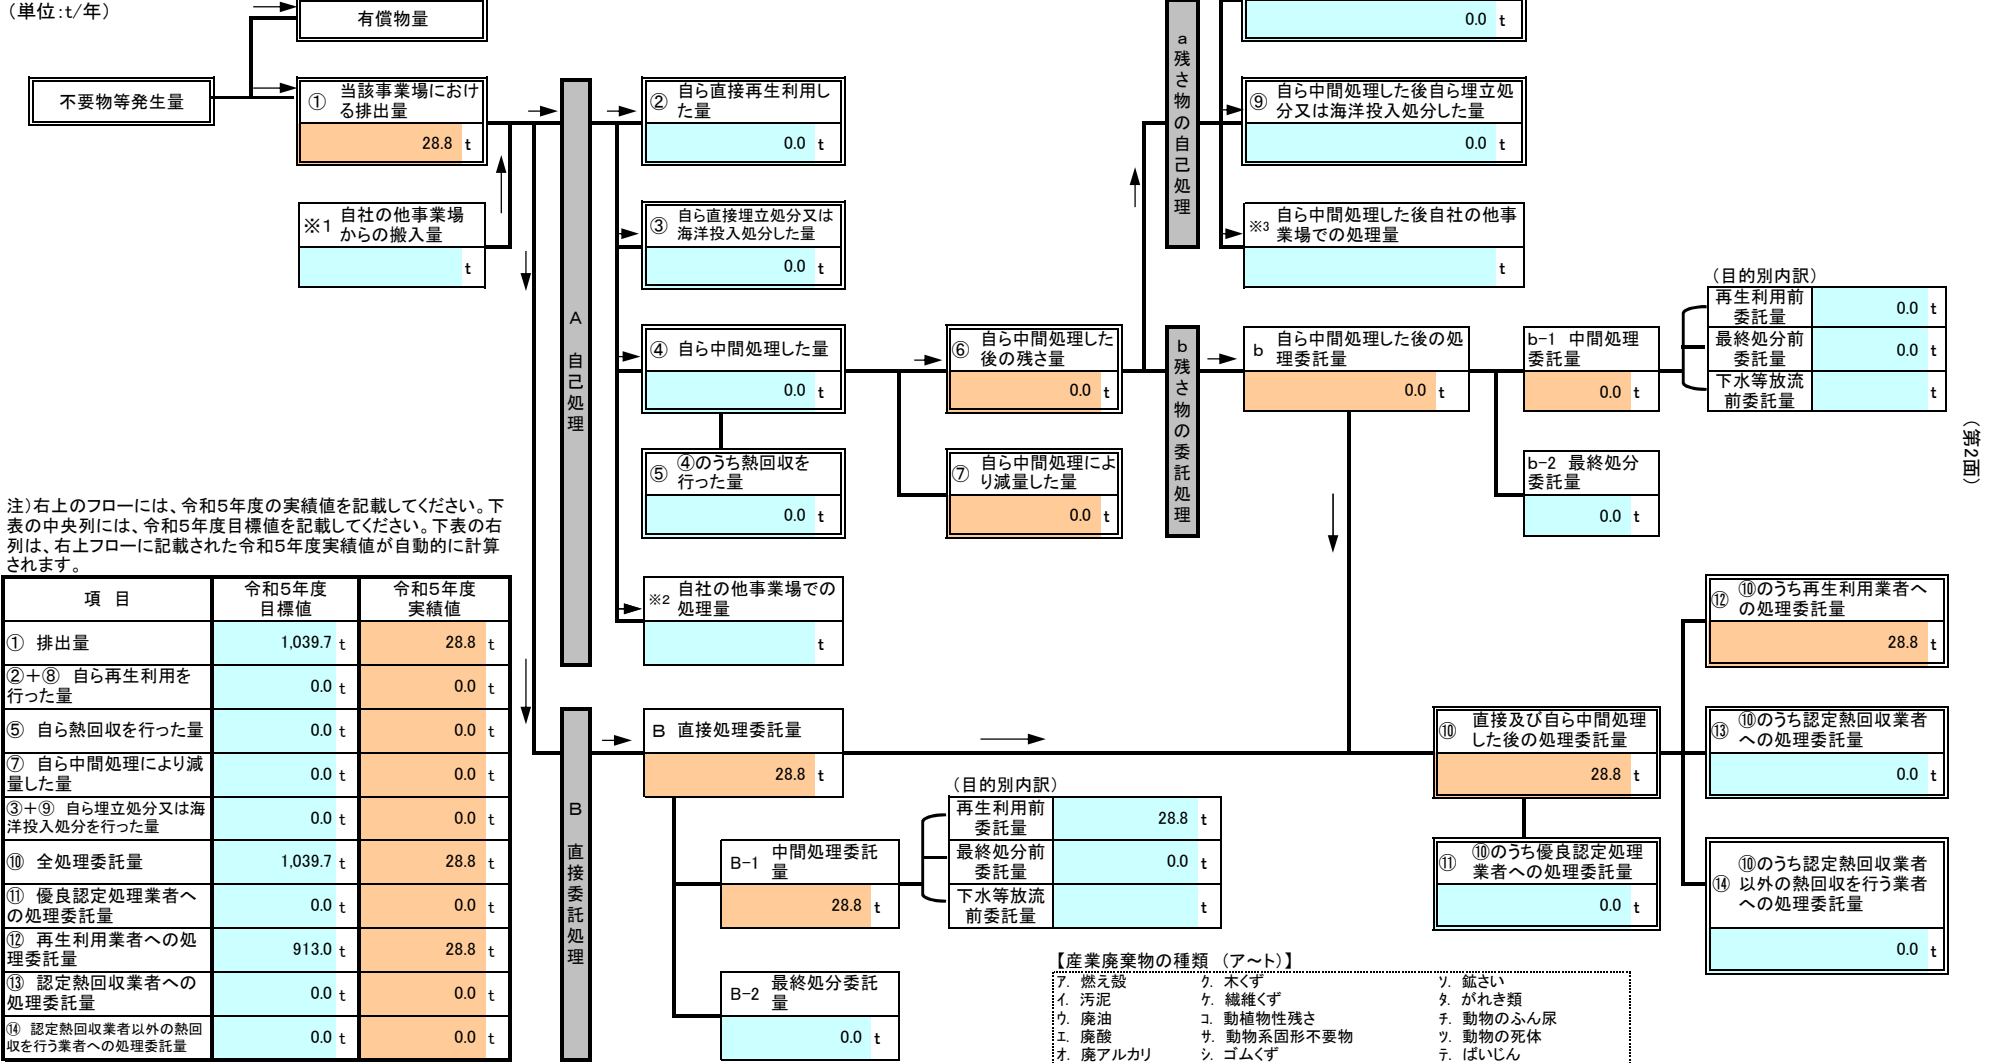 （単位:t/年）
有償物量
不要物等発生量
① 当該事業場におけ
る排出量
28.8 t
※1 自社の他事業場
からの搬入量
t
A 自己処理
② 自ら直接再生利用し
た量
0.0 t
③ 自ら直接埋立処分又は
海洋投入処分した量
0.0 t
④ 自ら中間処理した量
0.0 t
⑤ ④のうち熱回収を
行った量
0.0 t
※2 自社の他事業場での
処理量
t
⑥ 自ら中間処理した
後の残さ量
0.0 t
⑦ 自ら中間処理によ
り減量した量
0.0 t
a 残さ物の自己処理
0.0 t
⑨ 自ら中間処理した後自ら埋立処
分又は海洋投入処分した量
0.0 t
※3 自ら中間処理した後自社の他事
業場での処理量
t
b 残さ物の委託処理
b 自ら中間処理した後の処
理委託量
0.0 t
b-1 中間処理
委託量
0.0 t
b-2 最終処分
委託量
0.0 t
（目的別内訳）
再生利用前
委託量
0.0 t
最終処分前
委託量
0.0 t
下水等放流
前委託量
t
（第2面）
注）右上のフローには、令和5年度の実績値を記載してください。下
表の中央列には、令和5年度目標値を記載してください。下表の右
列は、右上フローに記載された令和5年度実績値が自動的に計算
されます。
項 目 令和5年度 目標値 令和5年度 実績値
① 排出量 1,039.7 t 28.8 t
②＋⑧ 自ら再生利用を
行った量 0.0 t 0.0 t
⑤ 自ら熱回収を行った量 0.0 t 0.0 t
⑦ 自ら中間処理により減
量した量 0.0 t 0.0 t
③＋⑨ 自ら埋立処分又は海
洋投入処分を行った量 0.0 t 0.0 t
⑩ 全処理委託量 1,039.7 t 28.8 t
⑪ 優良認定処理業者へ
の処理委託量 0.0 t 0.0 t
⑫ 再生利用業者への処
理委託量 913.0 t 28.8 t
⑬ 認定熱回収業者への
処理委託量 0.0 t 0.0 t
⑭ 認定熱回収業者以外の熱回
収を行う業者への処理委託量 0.0 t 0.0 t
B 直接委託処理
B 直接処理委託量
28.8 t
B-1 中間処理委託
量
28.8 t
B-2 最終処分委託
量
0.0 t
（目的別内訳）
再生利用前
委託量
28.8 t
最終処分前
委託量
0.0 t
下水等放流
前委託量
t
⑩ 直接及び自ら中間処理
した後の処理委託量
28.8 t
⑪ ⑩のうち優良認定処理
業者への処理委託量
0.0 t
⑫ ⑩のうち再生利用業者へ
の処理委託量
28.8 t
⑬ ⑩のうち認定熱回収業者
への処理委託量
0.0 t
⑭ ⑩のうち認定熱回収業者
以外の熱回収を行う業者
への処理委託量
0.0 t
【産業廃棄物の種類 （ア～ト）】
ア. 燃え殻 ク. 木くず ソ. 鉱さい
イ. 汚泥 ケ. 繊維くず タ. がれき類
ウ. 廃油 コ. 動植物性残さ チ. 動物のふん尿
エ. 廃酸 サ. 動物系固形不要物 ツ. 動物の死体
オ. 廃アルカリ シ. ゴムくず テ. ばいじん